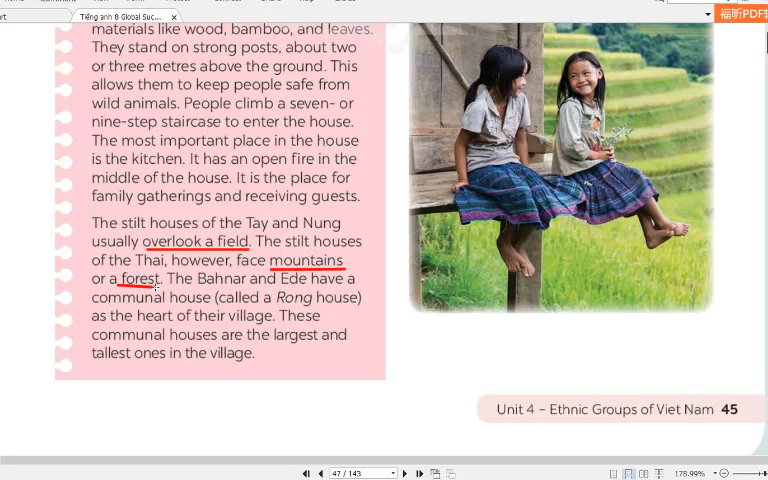 Tiếng anh 8 Global Suc... ×
福昕PDF
materials like wood, bamboo, and leaves.
They stand on strong posts, about two
or three metres above the ground. This
allows them to keep people safe from
wild animals. People climb a seven- or
nine-step staircase to enter the house.
The most important place in the house
is the kitchen. It has an open fire in the
middle of the house. It is the place for
family gatherings and receiving guests.
The stilt houses of the Tay and Nung
usually overlook a field. The stilt houses
of the Thai, however, face mountains
or a forest. The Bahnar and Ede have a
communal house (called a Rong house)
as the heart of their village. These
communal houses are the largest and
tallest ones in the village.
Unit 4 – Ethnic Groups of Viet Nam 45
47 / 143
178.99%